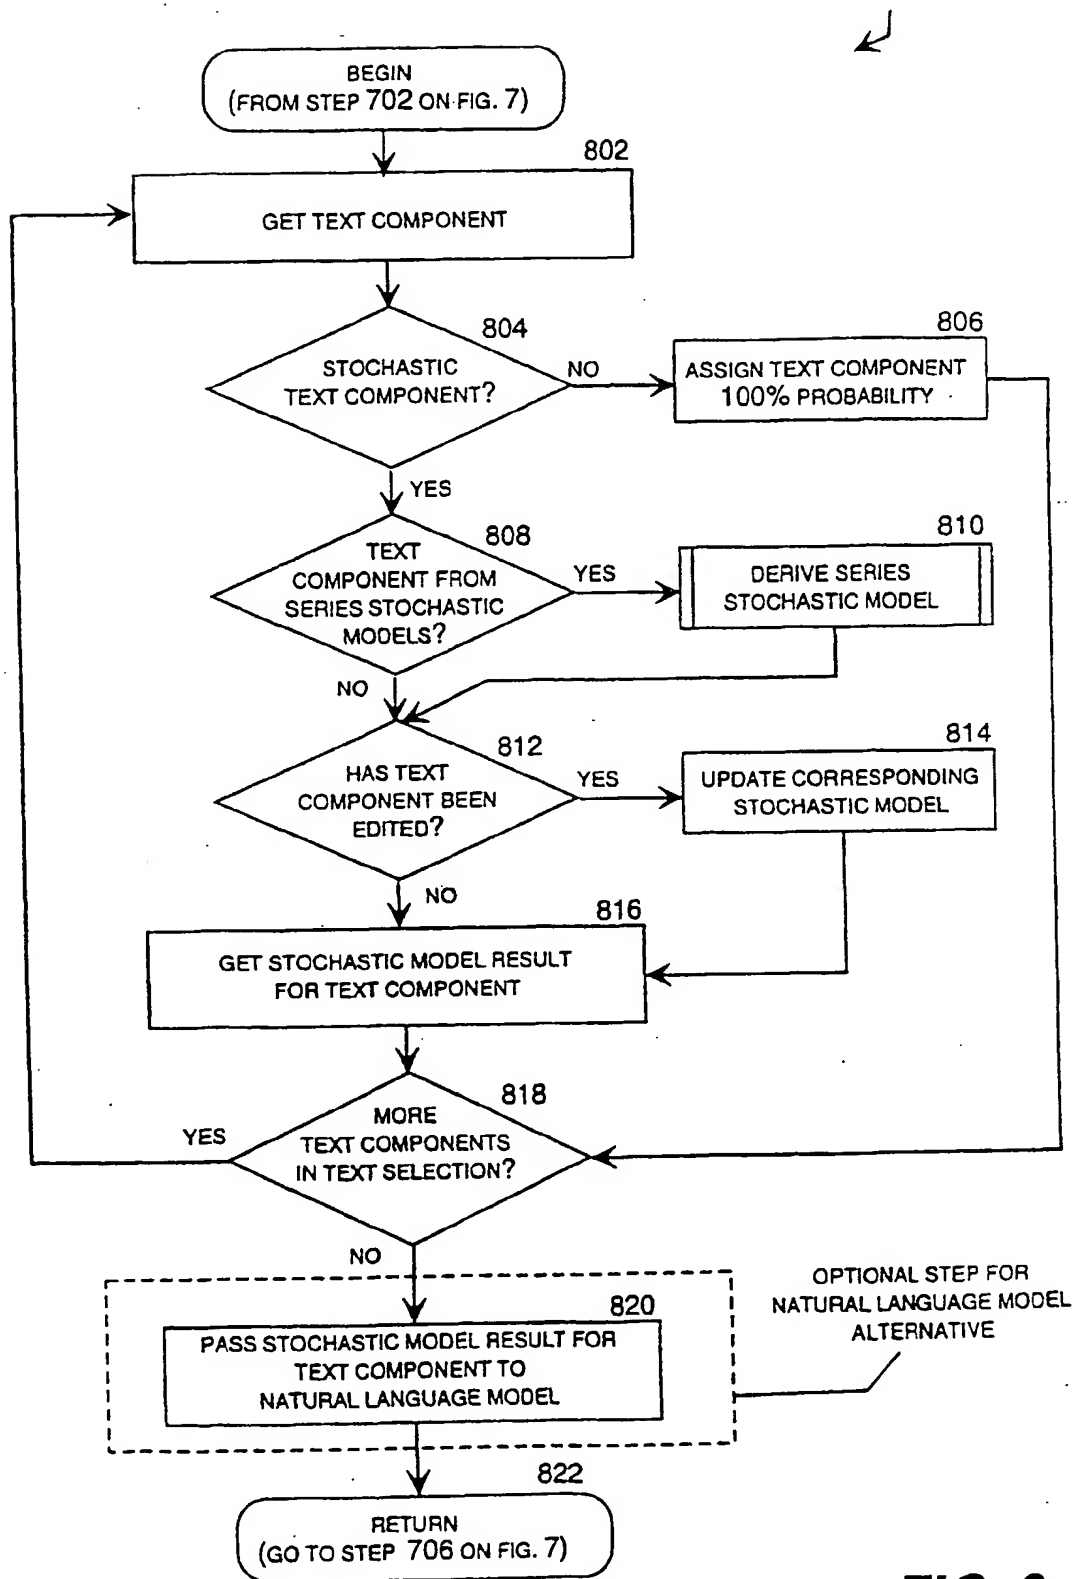 BEGIN
(FROM STEP 702 ON FIG. 7)
802
GET TEXT COMPONENT
804
STOCHASTIC
TEXT COMPONENT?
NO
806
ASSIGN TEXT COMPONENT
100% PROBABILITY
YES
808
TEXT
COMPONENT FROM
SERIES STOCHASTIC
MODELS?
YES
810
DERIVE SERIES
STOCHASTIC MODEL
NO
812
HAS TEXT
COMPONENT BEEN
EDITED?
YES
814
UPDATE CORRESPONDING
STOCHASTIC MODEL
NO
816
GET STOCHASTIC MODEL RESULT
FOR TEXT COMPONENT
818
MORE
TEXT COMPONENTS
IN TEXT SELECTION?
YES
NO
OPTIONAL STEP FOR
NATURAL LANGUAGE MODEL
ALTERNATIVE
820
PASS STOCHASTIC MODEL RESULT FOR
TEXT COMPONENT TO
NATURAL LANGUAGE MODEL
822
RETURN
(GO TO STEP 706 ON FIG. 7)